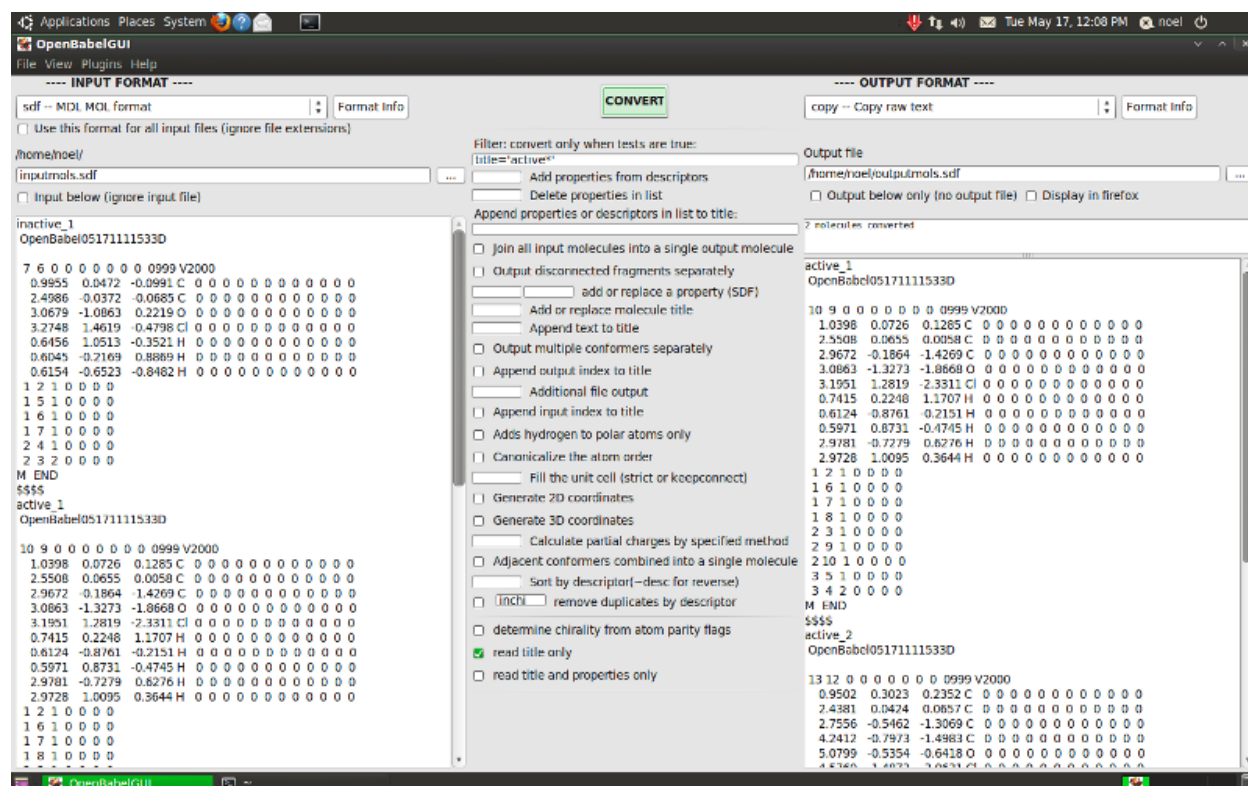 Applications Places System
Tue May 17, 12:08 PM noel
OpenBabelGUI
File View Plugins Help
---- INPUT FORMAT ----
sdf -- MDL MOL format
Format Info
Use this format for all input files (ignore file extensions)
/home/noel/
inputmols.sdf
...
Input below (ignore input file)
inactive_1
OpenBabel05171111533D
7 6 0 0 0 0 0 0 0 0999 V2000
0.9955 0.0472 -0.0991 C 0 0 0 0 0 0 0 0 0 0 0 0
2.4986 -0.0372 -0.0685 C 0 0 0 0 0 0 0 0 0 0 0 0
3.0679 -1.0863 0.2219 O 0 0 0 0 0 0 0 0 0 0 0 0
3.2748 1.4619 -0.4798 Cl 0 0 0 0 0 0 0 0 0 0 0 0
0.6456 1.0513 -0.3521 H 0 0 0 0 0 0 0 0 0 0 0 0
0.6045 -0.2169 0.8869 H 0 0 0 0 0 0 0 0 0 0 0 0
0.6154 -0.6523 -0.8482 H 0 0 0 0 0 0 0 0 0 0 0 0
1 2 1 0 0 0 0
1 5 1 0 0 0 0
1 6 1 0 0 0 0
1 7 1 0 0 0 0
2 4 1 0 0 0 0
2 3 2 0 0 0 0
M END
$$$$
active_1
OpenBabel05171111533D
10 9 0 0 0 0 0 0 0 0999 V2000
1.0398 0.0726 0.1285 C 0 0 0 0 0 0 0 0 0 0 0 0
2.5508 0.0655 0.0058 C 0 0 0 0 0 0 0 0 0 0 0 0
2.9672 -0.1864 -1.4269 C 0 0 0 0 0 0 0 0 0 0 0 0
3.0863 -1.3273 -1.8668 O 0 0 0 0 0 0 0 0 0 0 0 0
3.1951 1.2819 -2.3311 Cl 0 0 0 0 0 0 0 0 0 0 0 0
0.7415 0.2248 1.1707 H 0 0 0 0 0 0 0 0 0 0 0 0
0.6124 -0.8761 -0.2151 H 0 0 0 0 0 0 0 0 0 0 0 0
0.5971 0.8731 -0.4745 H 0 0 0 0 0 0 0 0 0 0 0 0
2.9781 -0.7279 0.6276 H 0 0 0 0 0 0 0 0 0 0 0 0
2.9728 1.0095 0.3644 H 0 0 0 0 0 0 0 0 0 0 0 0
1 2 1 0 0 0 0
1 6 1 0 0 0 0
1 7 1 0 0 0 0
1 8 1 0 0 0 0
CONVERT
Filter: convert only when tests are true:
title='active*'
Add properties from descriptors
Delete properties in list
Append properties or descriptors in list to title:
Join all input molecules into a single output molecule
Output disconnected fragments separately
add or replace a property (SDF)
Add or replace molecule title
Append text to title
Output multiple conformers separately
Append output index to title
Additional file output
Append input index to title
Adds hydrogen to polar atoms only
Canonicalize the atom order
Fill the unit cell (strict or keepconnect)
Generate 2D coordinates
Generate 3D coordinates
Calculate partial charges by specified method
Adjacent conformers combined into a single molecule
Sort by descriptor(~desc for reverse)
inchi remove duplicates by descriptor
determine chirality from atom parity flags
read title only
read title and properties only
---- OUTPUT FORMAT ----
copy -- Copy raw text
Format Info
Output file
/home/noel/outputmols.sdf
...
Output below only (no output file) Display in firefox
2 molecules converted
active_1
OpenBabel05171111533D
10 9 0 0 0 0 0 0 0 0999 V2000
1.0398 0.0726 0.1285 C 0 0 0 0 0 0 0 0 0 0 0 0
2.5508 0.0655 0.0058 C 0 0 0 0 0 0 0 0 0 0 0 0
2.9672 -0.1864 -1.4269 C 0 0 0 0 0 0 0 0 0 0 0 0
3.0863 -1.3273 -1.8668 O 0 0 0 0 0 0 0 0 0 0 0 0
3.1951 1.2819 -2.3311 Cl 0 0 0 0 0 0 0 0 0 0 0 0
0.7415 0.2248 1.1707 H 0 0 0 0 0 0 0 0 0 0 0 0
0.6124 -0.8761 -0.2151 H 0 0 0 0 0 0 0 0 0 0 0 0
0.5971 0.8731 -0.4745 H 0 0 0 0 0 0 0 0 0 0 0 0
2.9781 -0.7279 0.6276 H 0 0 0 0 0 0 0 0 0 0 0 0
2.9728 1.0095 0.3644 H 0 0 0 0 0 0 0 0 0 0 0 0
1 2 1 0 0 0 0
1 6 1 0 0 0 0
1 7 1 0 0 0 0
1 8 1 0 0 0 0
2 3 1 0 0 0 0
2 9 1 0 0 0 0
2 10 1 0 0 0 0
3 5 1 0 0 0 0
3 4 2 0 0 0 0
M END
$$$$
active_2
OpenBabel05171111533D
13 12 0 0 0 0 0 0 0 0999 V2000
0.9502 0.3023 0.2352 C 0 0 0 0 0 0 0 0 0 0 0 0
2.4381 0.0424 0.0657 C 0 0 0 0 0 0 0 0 0 0 0 0
2.7556 -0.5462 -1.3069 C 0 0 0 0 0 0 0 0 0 0 0 0
4.2412 -0.7973 -1.4983 C 0 0 0 0 0 0 0 0 0 0 0 0
5.0799 -0.5354 -0.6418 O 0 0 0 0 0 0 0 0 0 0 0 0
OpenBabelGUI
~